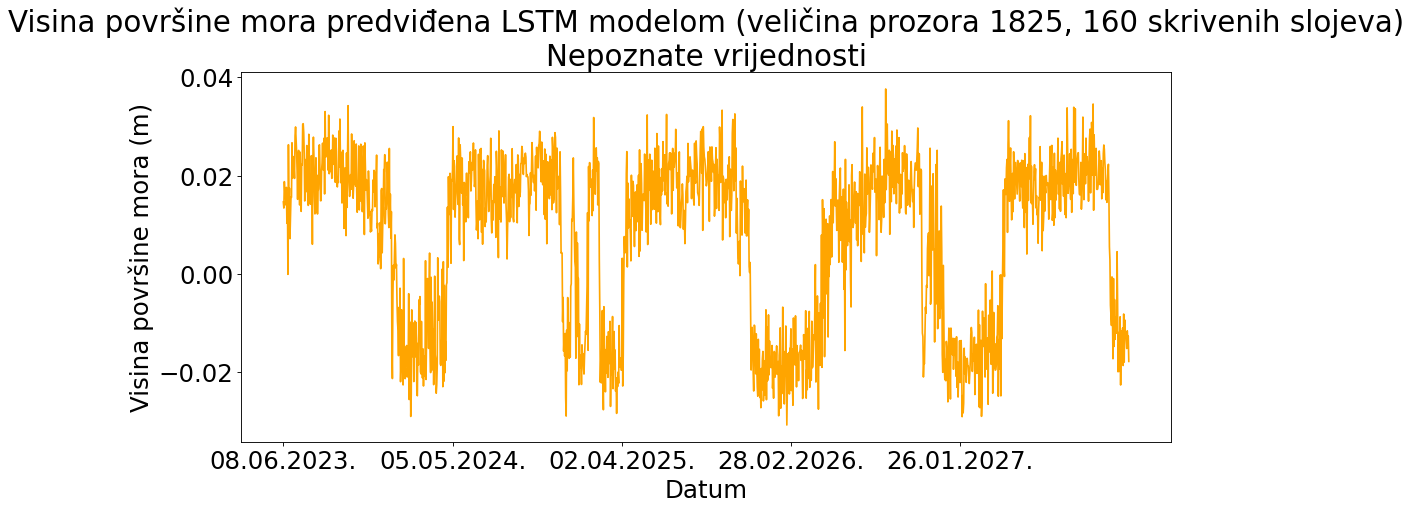 Visina površine mora predviđena LSTM modelom (veličina prozora 1825, 160 skrivenih slojeva)
Nepoznate vrijednosti
Visina površine mora (m)
0.04
0.02
0.00
−0.02
08.06.2023. 05.05.2024. 02.04.2025. 28.02.2026. 26.01.2027.
Datum